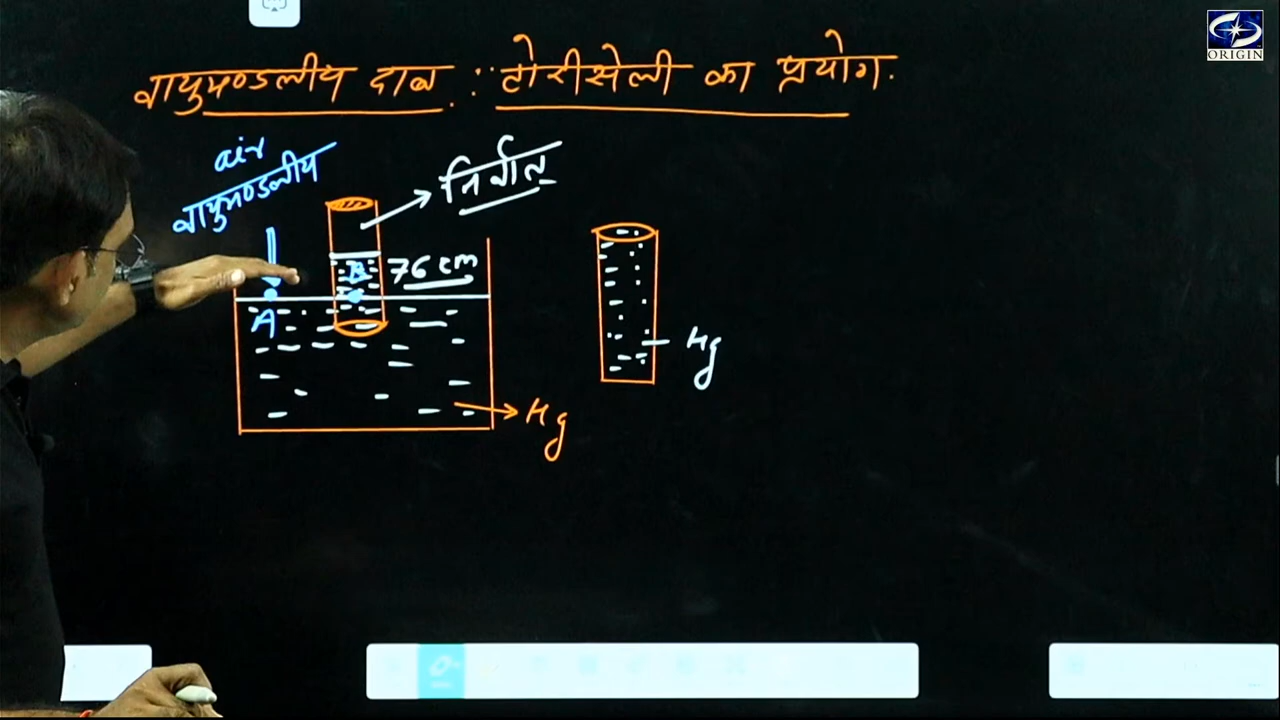 ORIGIN
वायुमण्डलीय दाब :: टोरीसेली का प्रयोग.
air
वायुमण्डलीय
निर्वात
76 cm
B
A
Hg
Hg